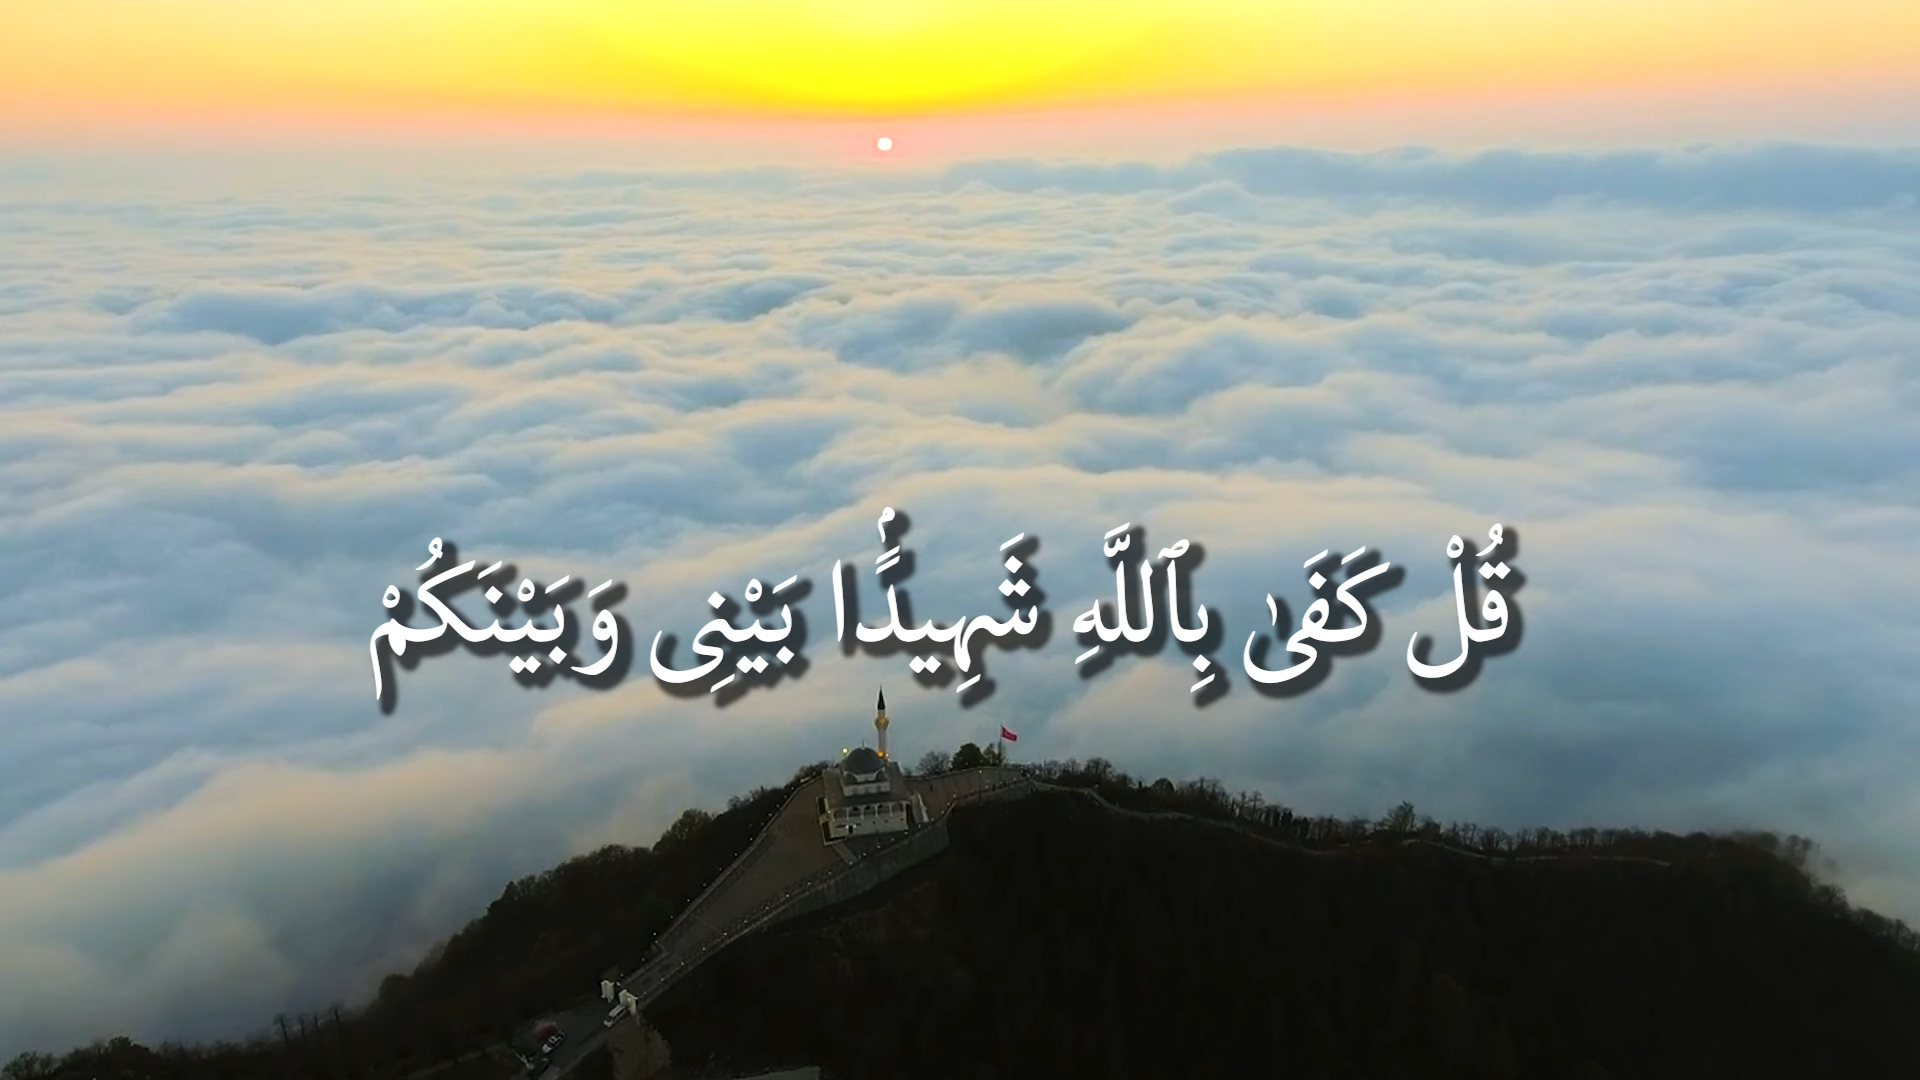 قُلْ كَفَىٰ بِٱللَّهِ شَهِيدًۢا بَيْنِى وَبَيْنَكُمْ